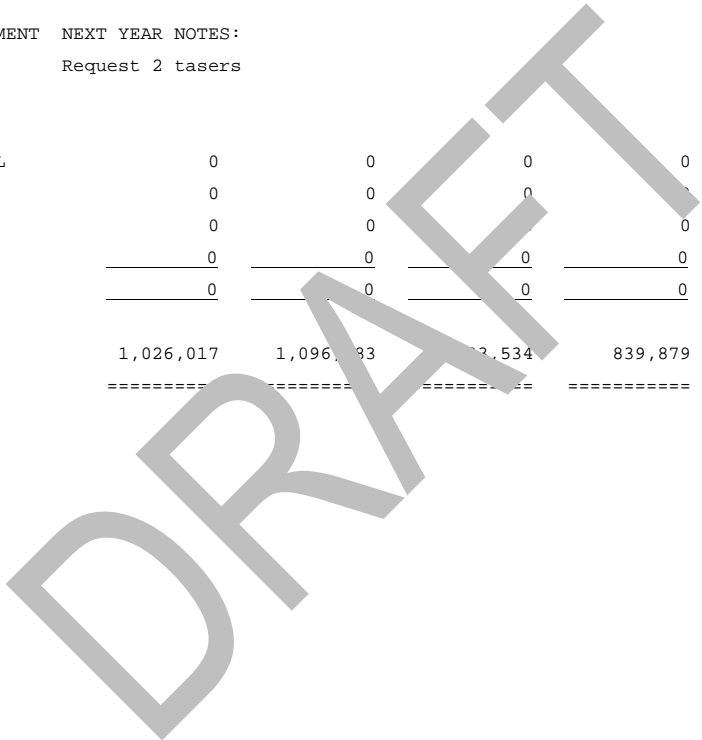 MENT NEXT YEAR NOTES:
Request 2 tasers
L 0 0 0 0
0 0 0
0 0 0
0 0 0 0
0 0 0 0
1,026,017 839,879
=========== =========== =========== ===========
DRAFT